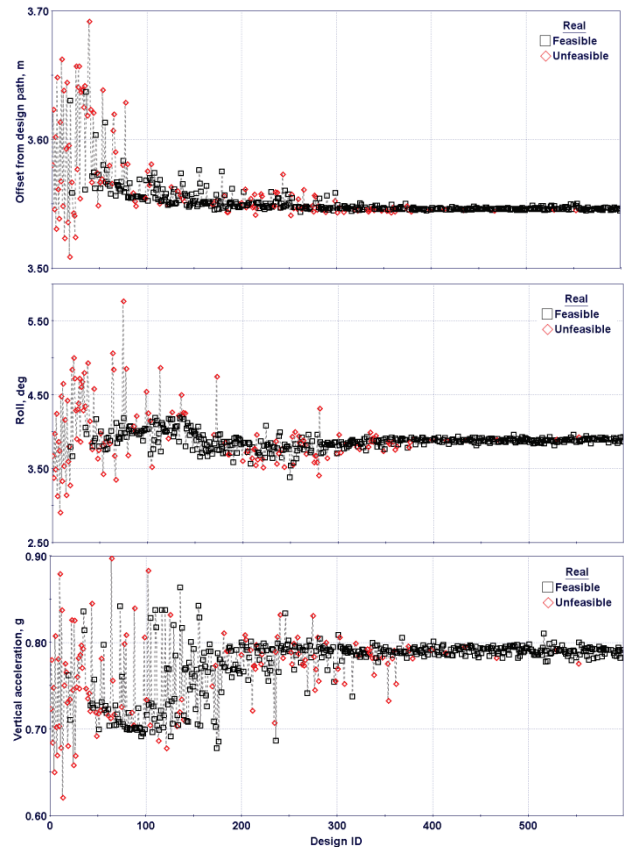 3.70
3.60
3.50
Offset from design path, m
Real
Feasible
Unfeasible
5.50
4.50
3.50
2.50
Roll, deg
Real
Feasible
Unfeasible
0.90
0.80
0.70
0.60
Vertical acceleration, g
Real
Feasible
Unfeasible
0 100 200 300 400 500
Design ID